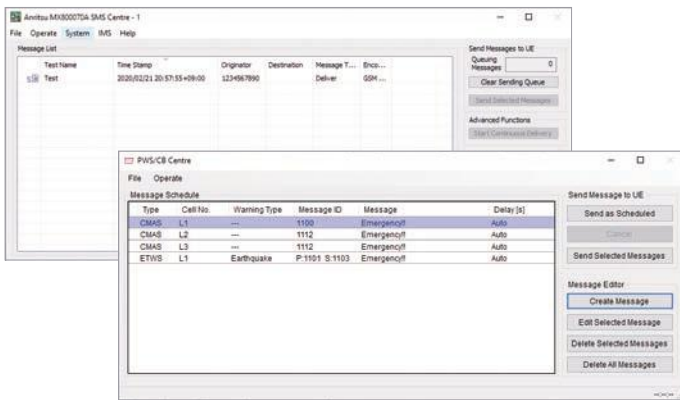 Anritsu MX800070A SMS Centre - 1
File Operate System IMS Help
Message List
Test Name Time Stamp Originator Destination Message T... Enco...
Test 2020/02/21 20:57:55+09:00 1234567890 Deliver GSM ...
Send Messages to UE
Queuing Messages 0
Clear Sending Queue
Send Selected Messages
Advanced Functions
Start Continuous Delivery
PWS/CB Centre
File Operate
Message Schedule
Type Cell No. Warning Type Message ID Message Delay [s]
CMAS L1 --- 1100 Emergency!! Auto
CMAS L2 --- 1112 Emergency!! Auto
CMAS L3 --- 1112 Emergency!! Auto
ETWS L1 Earthquake P:1101 S:1103 Emergency!! Auto
Send Message to UE
Send as Scheduled
Cancel
Send Selected Messages
Message Editor
Create Message
Edit Selected Message
Delete Selected Messages
Delete All Messages
--:--:--